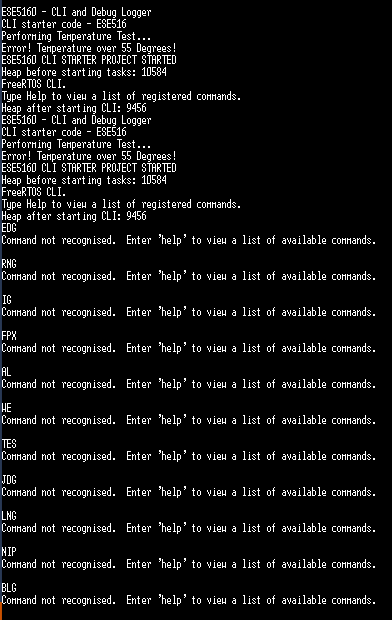 ESE516O - CLI and Debug Logger
CLI starter code - ESE516
Performing Temperature Test...
Error! Temperature over 55 Degrees!
ESE516O CLI STARTER PROJECT STARTED
Heap before starting tasks: 10584
FreeRTOS CLI.
Type Help to view a list of registered commands.
Heap after starting CLI: 9456
ESE516O - CLI and Debug Logger
CLI starter code - ESE516
Performing Temperature Test...
Error! Temperature over 55 Degrees!
ESE516O CLI STARTER PROJECT STARTED
Heap before starting tasks: 10584
FreeRTOS CLI.
Type Help to view a list of registered commands.
Heap after starting CLI: 9456
EDG
Command not recognised.  Enter 'help' to view a list of available commands.
RNG
Command not recognised.  Enter 'help' to view a list of available commands.
IG
Command not recognised.  Enter 'help' to view a list of available commands.
FPX
Command not recognised.  Enter 'help' to view a list of available commands.
AL
Command not recognised.  Enter 'help' to view a list of available commands.
WE
Command not recognised.  Enter 'help' to view a list of available commands.
TES
Command not recognised.  Enter 'help' to view a list of available commands.
JDG
Command not recognised.  Enter 'help' to view a list of available commands.
LNG
Command not recognised.  Enter 'help' to view a list of available commands.
NIP
Command not recognised.  Enter 'help' to view a list of available commands.
BLG
Command not recognised.  Enter 'help' to view a list of available commands.